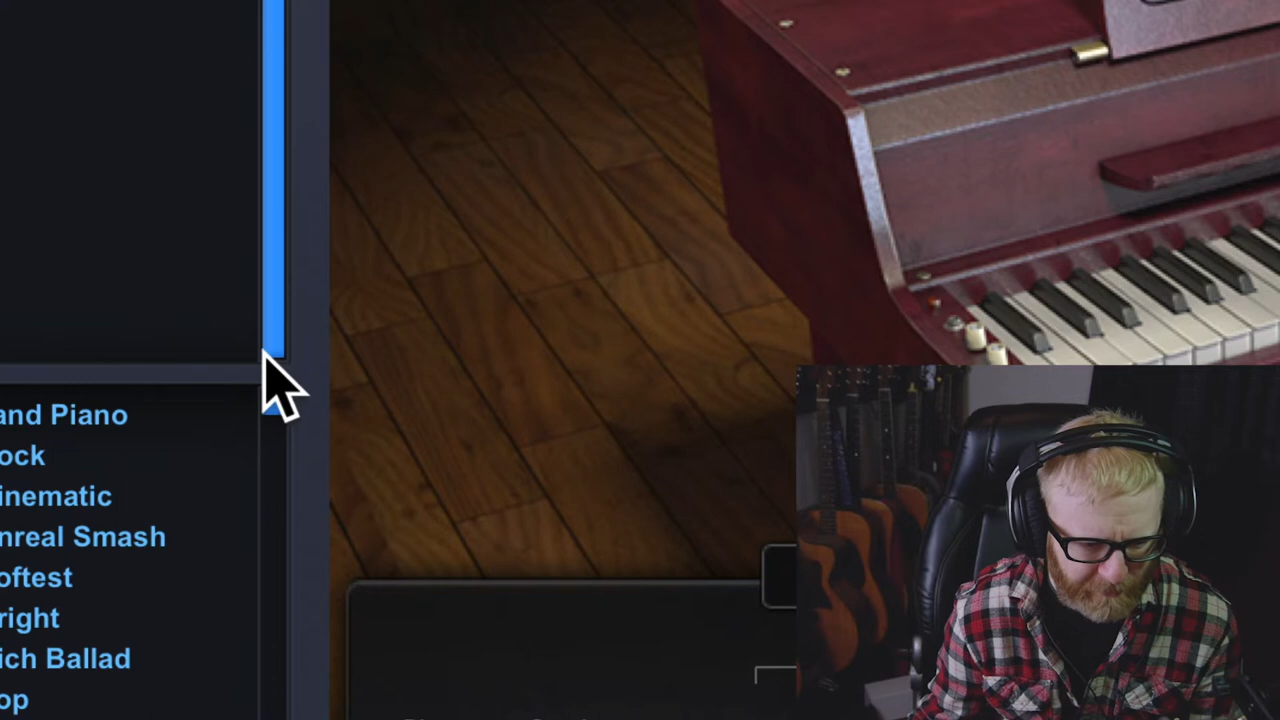 and Piano
ock
inematic
nreal Smash
oftest
right
ich Ballad
op